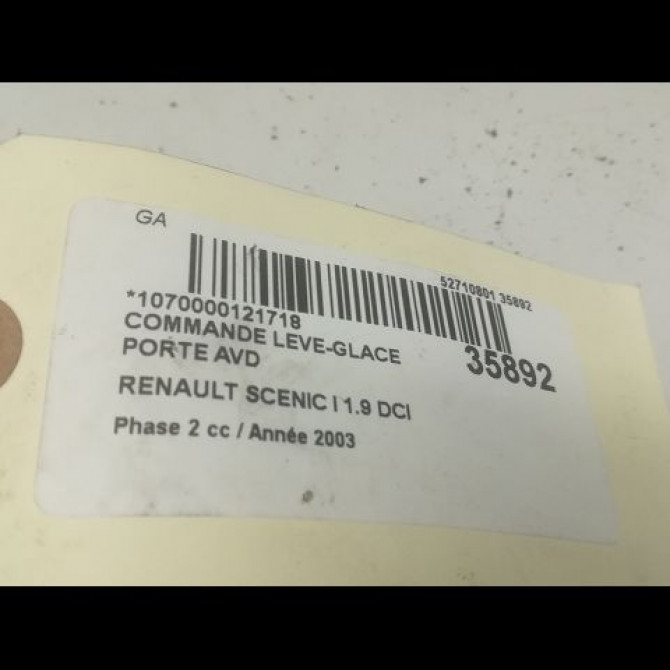 GA
52710801 35892
*1070000121718
COMMANDE LEVE-GLACE
PORTE AVD
35892
RENAULT SCENIC I 1.9 DCI
Phase 2 cc / Année 2003